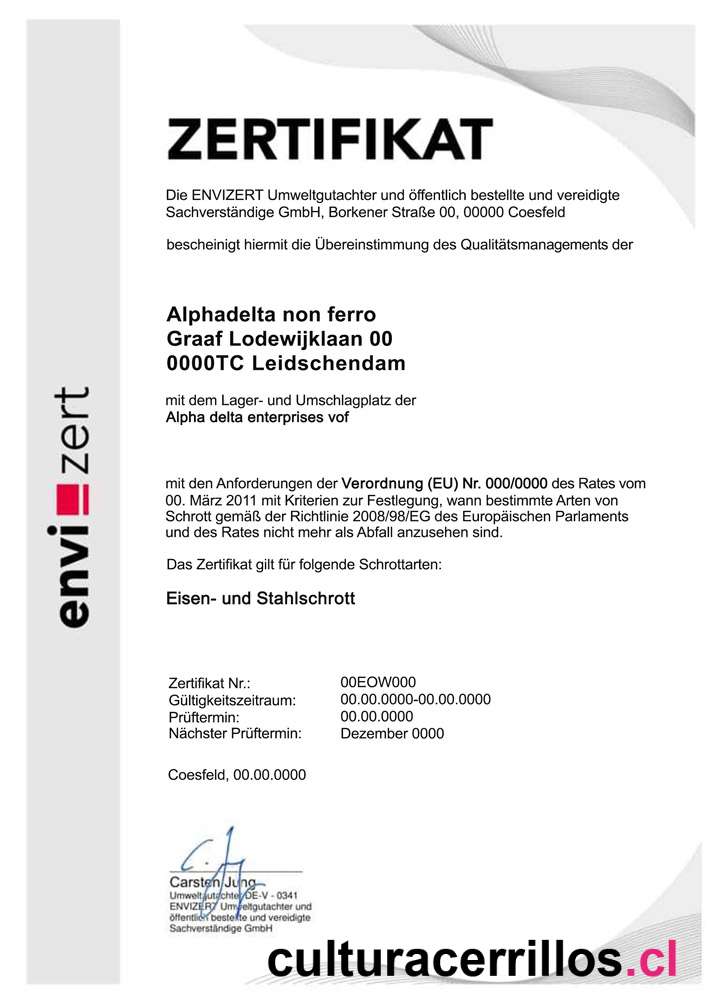 ZERTIFIKAT
Die ENVIZERT Umweltgutachter und öffentlich bestellte und vereidigte
Sachverständige GmbH, Borkener Straße 00, 00000 Coesfeld
bescheinigt hiermit die Übereinstimmung des Qualitätsmanagements der
Alphadelta non ferro
Graaf Lodewijklaan 00
0000TC Leidschendam
mit dem Lager- und Umschlagplatz der
Alpha delta enterprises vof
mit den Anforderungen der Verordnung (EU) Nr. 000/0000 des Rates vom
00. März 2011 mit Kriterien zur Festlegung, wann bestimmte Arten von
Schrott gemäß der Richtlinie 2008/98/EG des Europäischen Parlaments
und des Rates nicht mehr als Abfall anzusehen sind.
Das Zertifikat gilt für folgende Schrottarten:
Eisen- und Stahlschrott
Zertifikat Nr.: 00EOW000
Gültigkeitszeitraum: 00.00.0000-00.00.0000
Prüftermin: 00.00.0000
Nächster Prüftermin: Dezember 0000
Coesfeld, 00.00.0000
Carsten Jung
Umweltgutachter DE-V - 0341
ENVIZERT Umweltgutachter und
öffentlich bestellte und vereidigte
Sachverständige GmbH
envi zert
culturacerrillos.cl